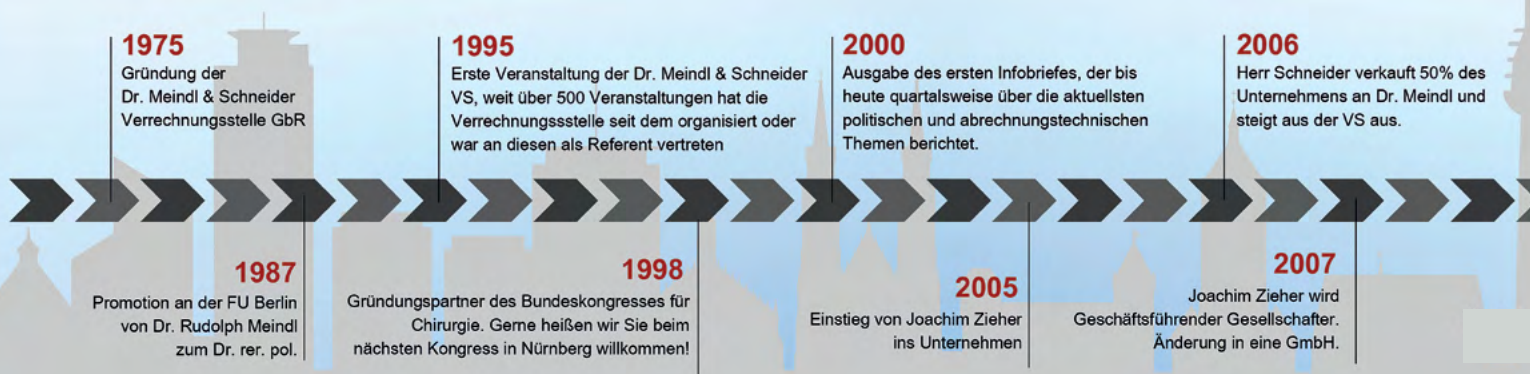 1975
Gründung der
Dr. Meindl & Schneider
Verrechnungsstelle GbR
1987
Promotion an der FU Berlin
von Dr. Rudolph Meindl
zum Dr. rer. pol.
1995
Erste Veranstaltung der Dr. Meindl & Schneider
VS, weit über 500 Veranstaltungen hat die
Verrechnungssstelle seit dem organisiert oder
war an diesen als Referent vertreten
1998
Gründungspartner des Bundeskongresses für
Chirurgie. Gerne heißen wir Sie beim
nächsten Kongress in Nürnberg willkommen!
2000
Ausgabe des ersten Infobriefes, der bis
heute quartalsweise über die aktuellsten
politischen und abrechnungstechnischen
Themen berichtet.
2005
Einstieg von Joachim Zieher
ins Unternehmen
2006
Herr Schneider verkauft 50% des
Unternehmens an Dr. Meindl und
steigt aus der VS aus.
2007
Joachim Zieher wird
Geschäftsführender Gesellschafter.
Änderung in eine GmbH.